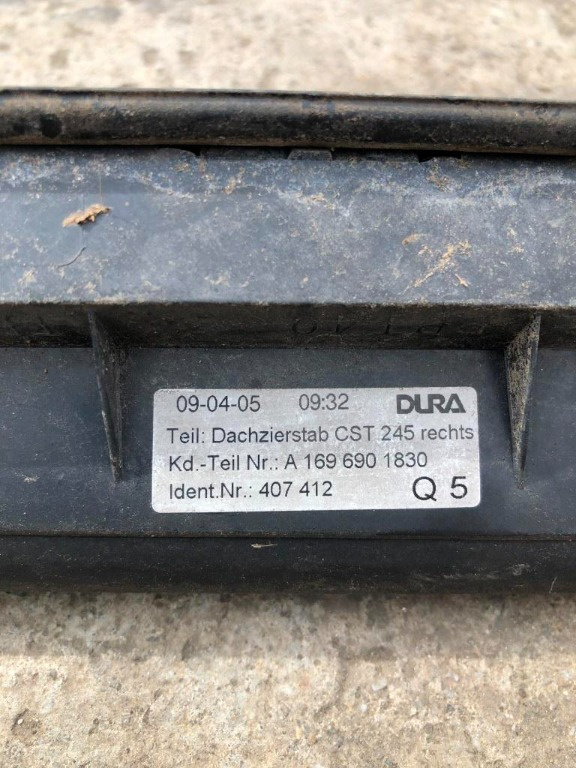 09-04-05 09:32 DURA
Teil: Dachzierstab CST 245 rechts
Kd.-Teil Nr.: A 169 690 1830
Ident.Nr.: 407 412 Q 5